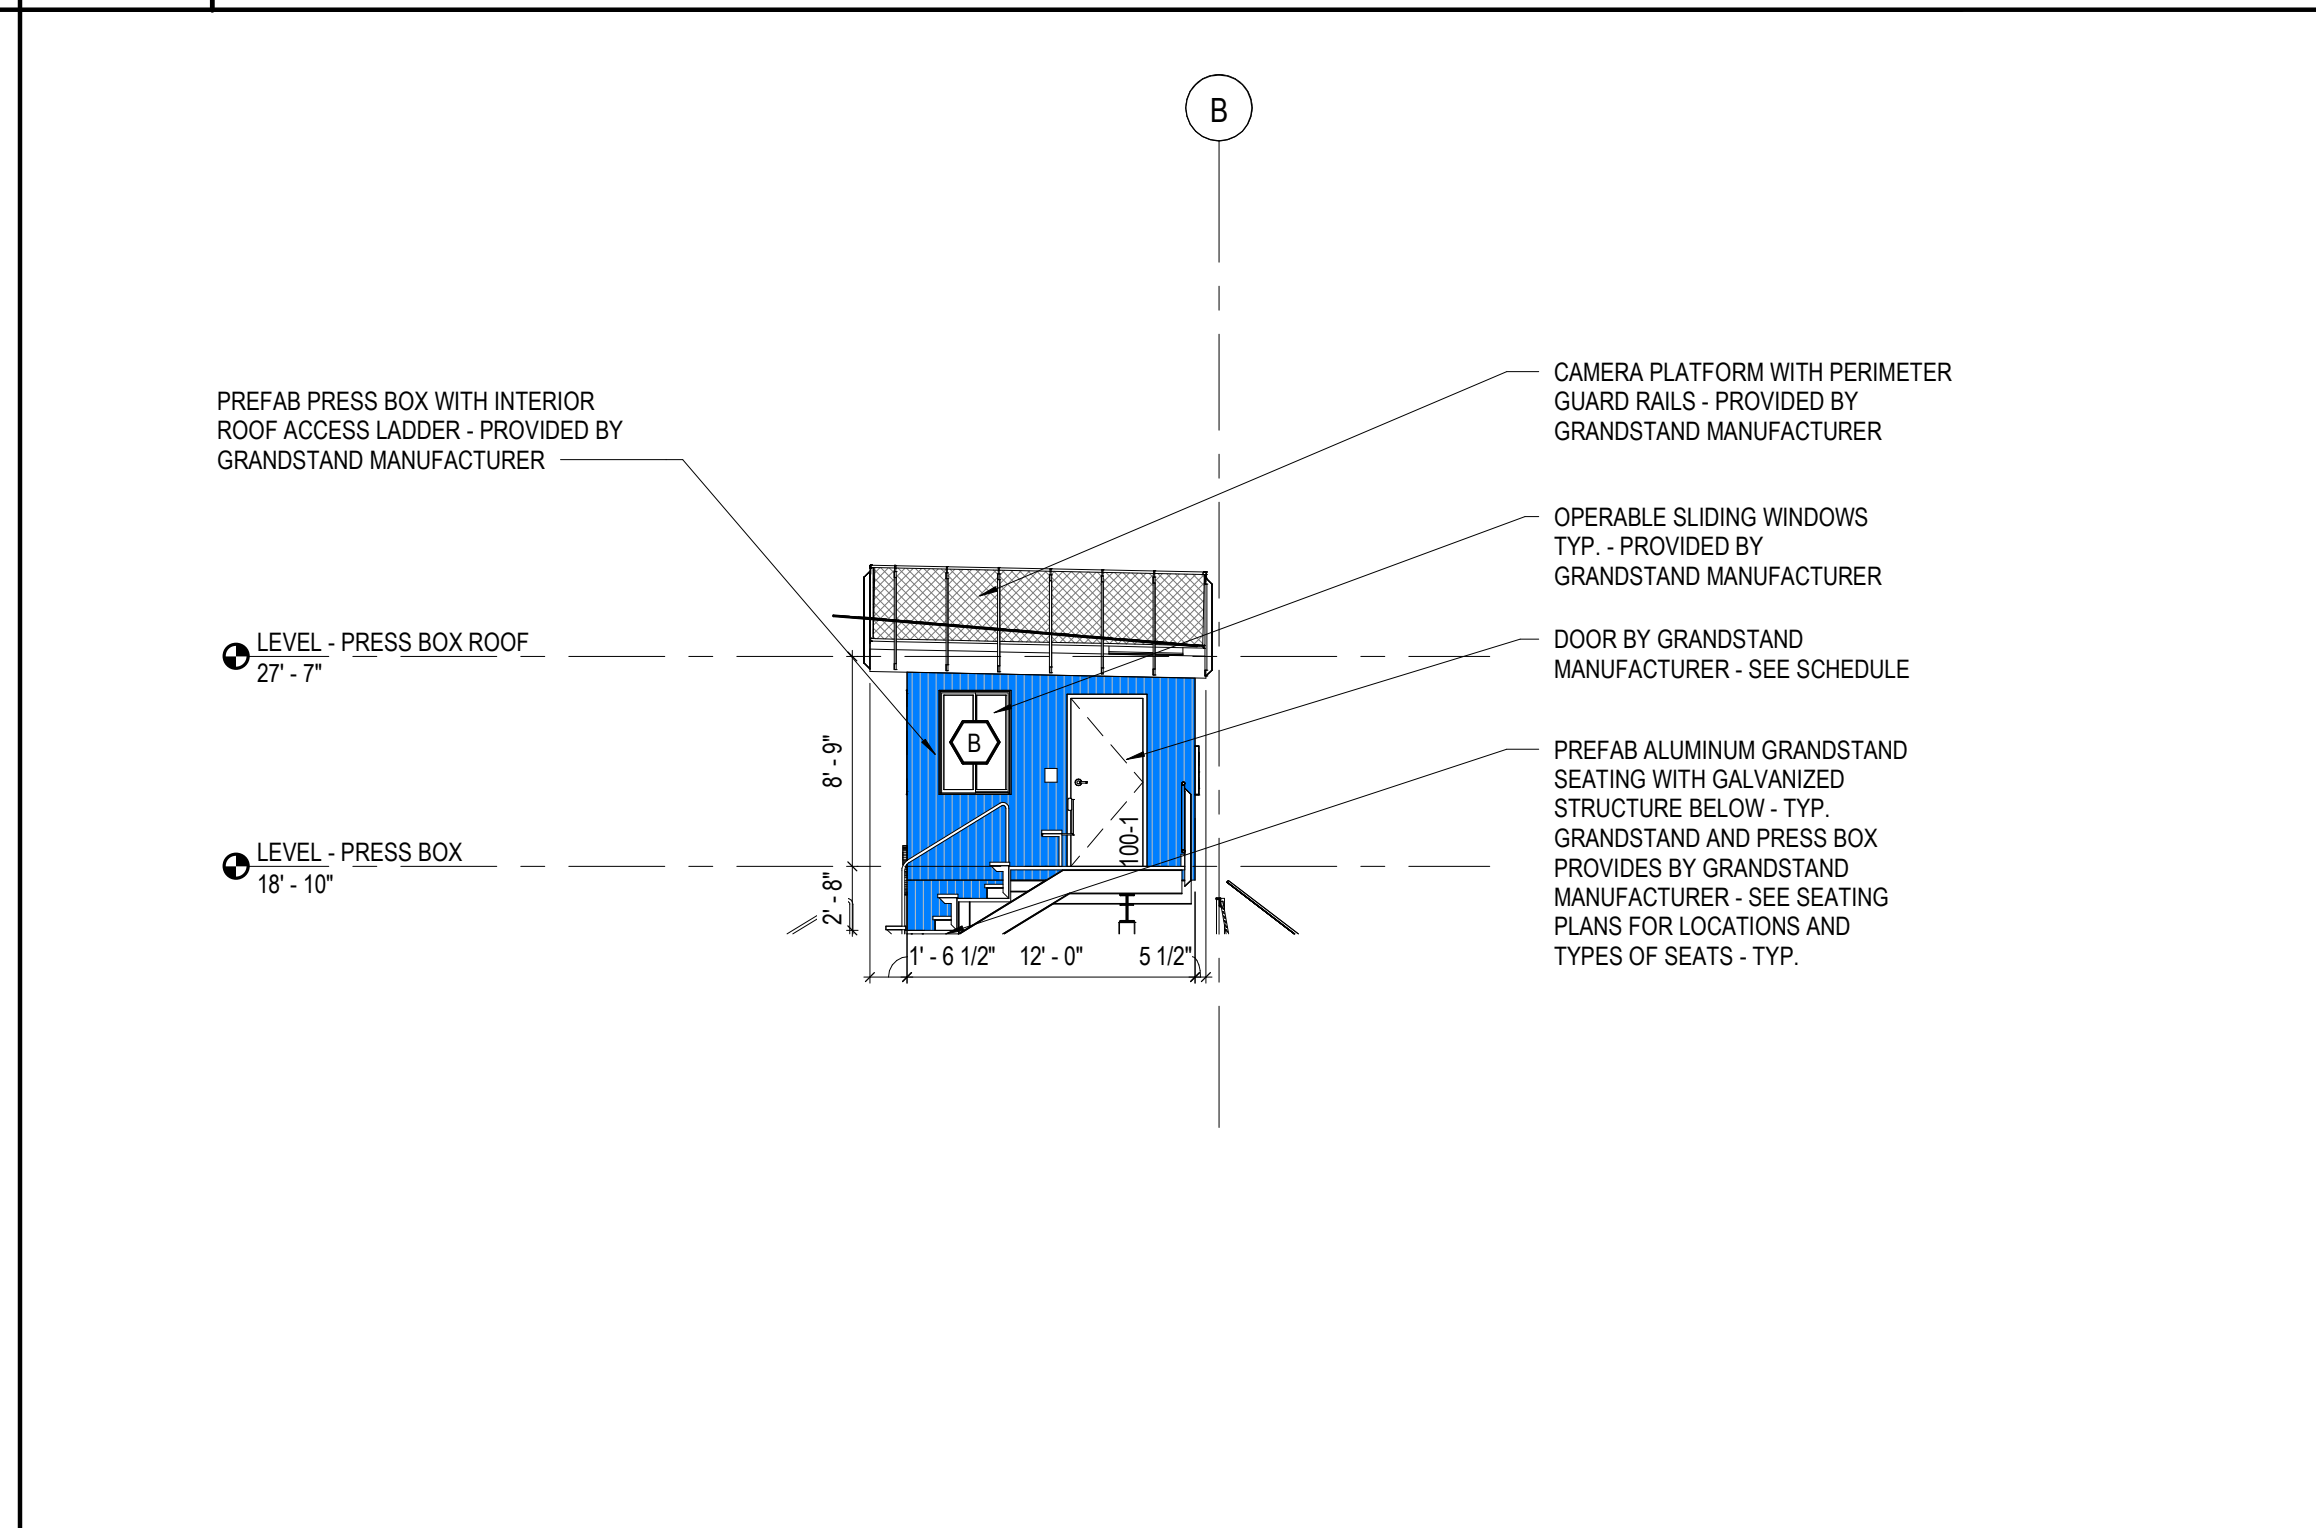 B
PREFAB PRESS BOX WITH INTERIOR
ROOF ACCESS LADDER - PROVIDED BY
GRANDSTAND MANUFACTURER
CAMERA PLATFORM WITH PERIMETER
GUARD RAILS - PROVIDED BY
GRANDSTAND MANUFACTURER
OPERABLE SLIDING WINDOWS
TYP. - PROVIDED BY
GRANDSTAND MANUFACTURER
LEVEL - PRESS BOX ROOF
27' - 7"
DOOR BY GRANDSTAND
MANUFACTURER - SEE SCHEDULE
B
8' - 9"
100-1
PREFAB ALUMINUM GRANDSTAND
SEATING WITH GALVANIZED
STRUCTURE BELOW - TYP.
GRANDSTAND AND PRESS BOX
PROVIDES BY GRANDSTAND
MANUFACTURER - SEE SEATING
PLANS FOR LOCATIONS AND
TYPES OF SEATS - TYP.
LEVEL - PRESS BOX
18' - 10"
2' - 8"
1' - 6 1/2"
12' - 0"
5 1/2"